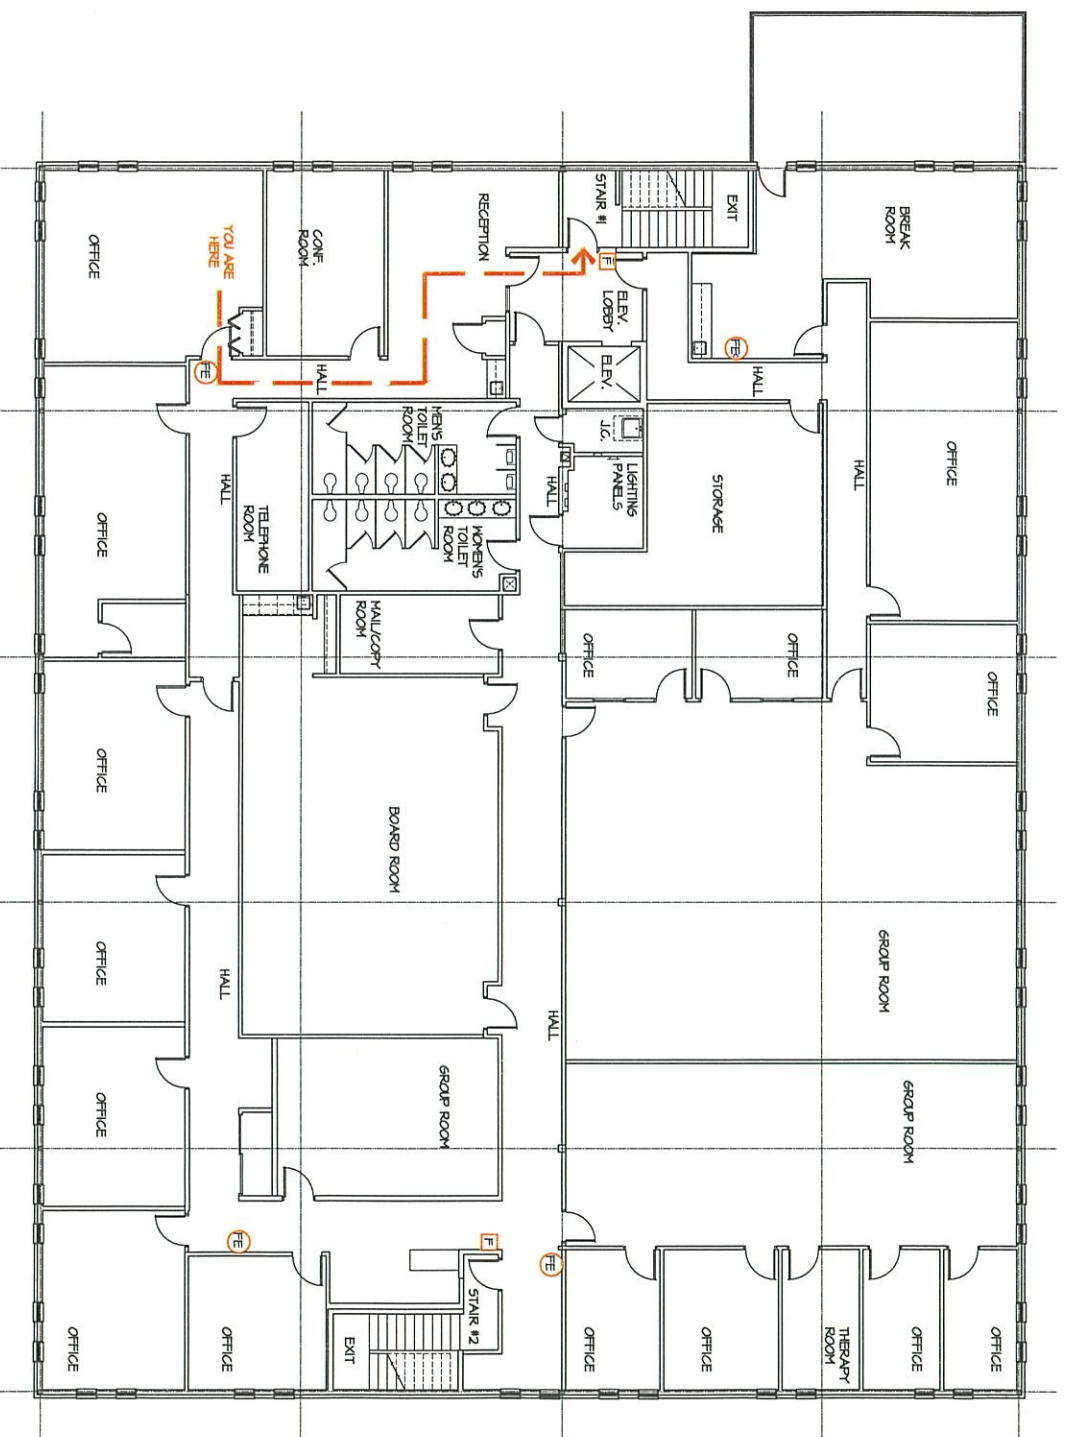 STAIR #1
EXIT
BREAK
ROOM
RECEPTION
CONF.
ROOM
YOU ARE
HERE
OFFICE
F
ELEV.
LOBBY
FE
FE
HALL
ELEV.
HALL
MEN'S
TOILET
ROOM
J.C.
LIGHTING
PANELS
STORAGE
HALL
OFFICE
HALL
TELEPHONE
ROOM
HALL
OFFICE
WOMEN'S
TOILET
ROOM
MAIL/COPY
ROOM
OFFICE
OFFICE
OFFICE
OFFICE
BOARD ROOM
OFFICE
HALL
HALL
GROUP ROOM
OFFICE
GROUP ROOM
GROUP ROOM
FE
F
FE
OFFICE
OFFICE
EXIT
STAIR #2
OFFICE
OFFICE
THERAPY
ROOM
OFFICE
OFFICE